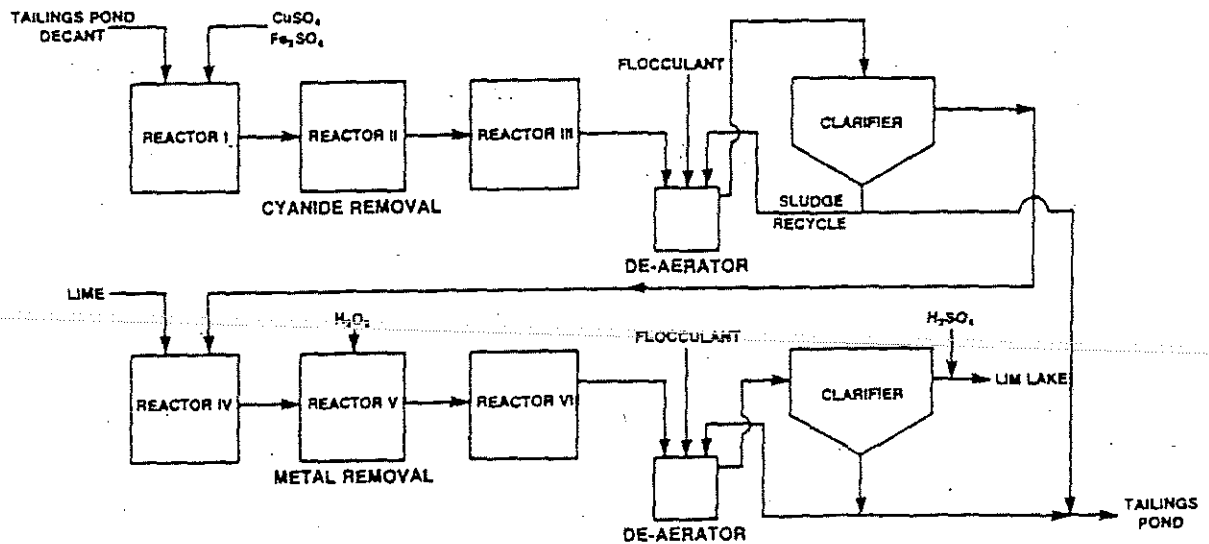 TAILINGS POND
DECANT
CuSO₄
Fe₂SO₄
FLOCCULANT
REACTOR I
REACTOR II
REACTOR III
CLARIFIER
CYANIDE REMOVAL
SLUDGE
RECYCLE
DE-AERATOR
LIME
H₂O₂
FLOCCULANT
H₂SO₄
REACTOR IV
REACTOR V
REACTOR VI
CLARIFIER
LIM LAKE
METAL REMOVAL
DE-AERATOR
TAILINGS
POND